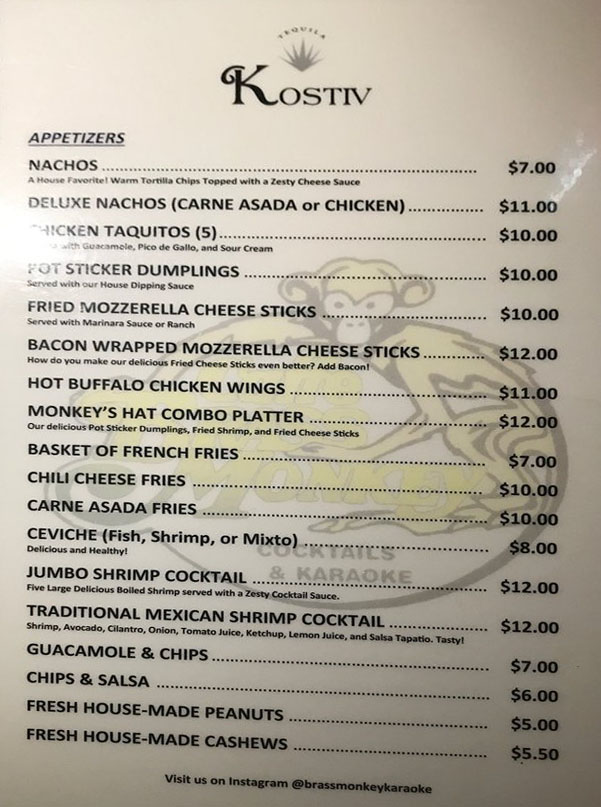 TEQUILA
KOSTIV
APPETIZERS
NACHOS ........ $7.00
A House Favorite! Warm Tortilla Chips Topped with a Zesty Cheese Sauce
DELUXE NACHOS (CARNE ASADA or CHICKEN) ........ $11.00
CHICKEN TAQUITOS (5) ........ $10.00
with Guacamole, Pico de Gallo, and Sour Cream
POT STICKER DUMPLINGS ........ $10.00
Served with our House Dipping Sauce
FRIED MOZZERELLA CHEESE STICKS ........ $10.00
Served with Marinara Sauce or Ranch
BACON WRAPPED MOZZERELLA CHEESE STICKS ........ $12.00
How do you make our delicious Fried Cheese Sticks even better? Add Bacon!
HOT BUFFALO CHICKEN WINGS ........ $11.00
MONKEY'S HAT COMBO PLATTER ........ $12.00
Our delicious Pot Sticker Dumplings, Fried Shrimp, and Fried Cheese Sticks
BASKET OF FRENCH FRIES ........ $7.00
CHILI CHEESE FRIES ........ $10.00
CARNE ASADA FRIES ........ $10.00
CEVICHE (Fish, Shrimp, or Mixto) ........ $8.00
Delicious and Healthy!
JUMBO SHRIMP COCKTAIL ........ $12.00
Five Large Delicious Boiled Shrimp served with a Zesty Cocktail Sauce.
TRADITIONAL MEXICAN SHRIMP COCKTAIL ........ $12.00
Shrimp, Avocado, Cilantro, Onion, Tomato Juice, Ketchup, Lemon Juice, and Salsa Tapatio. Tasty!
GUACAMOLE & CHIPS ........ $7.00
CHIPS & SALSA ........ $6.00
FRESH HOUSE-MADE PEANUTS ........ $5.00
FRESH HOUSE-MADE CASHEWS ........ $5.50
Visit us on Instagram @brassmonkeykaraoke
MONKEY
COCKTAILS
& KARAOKE